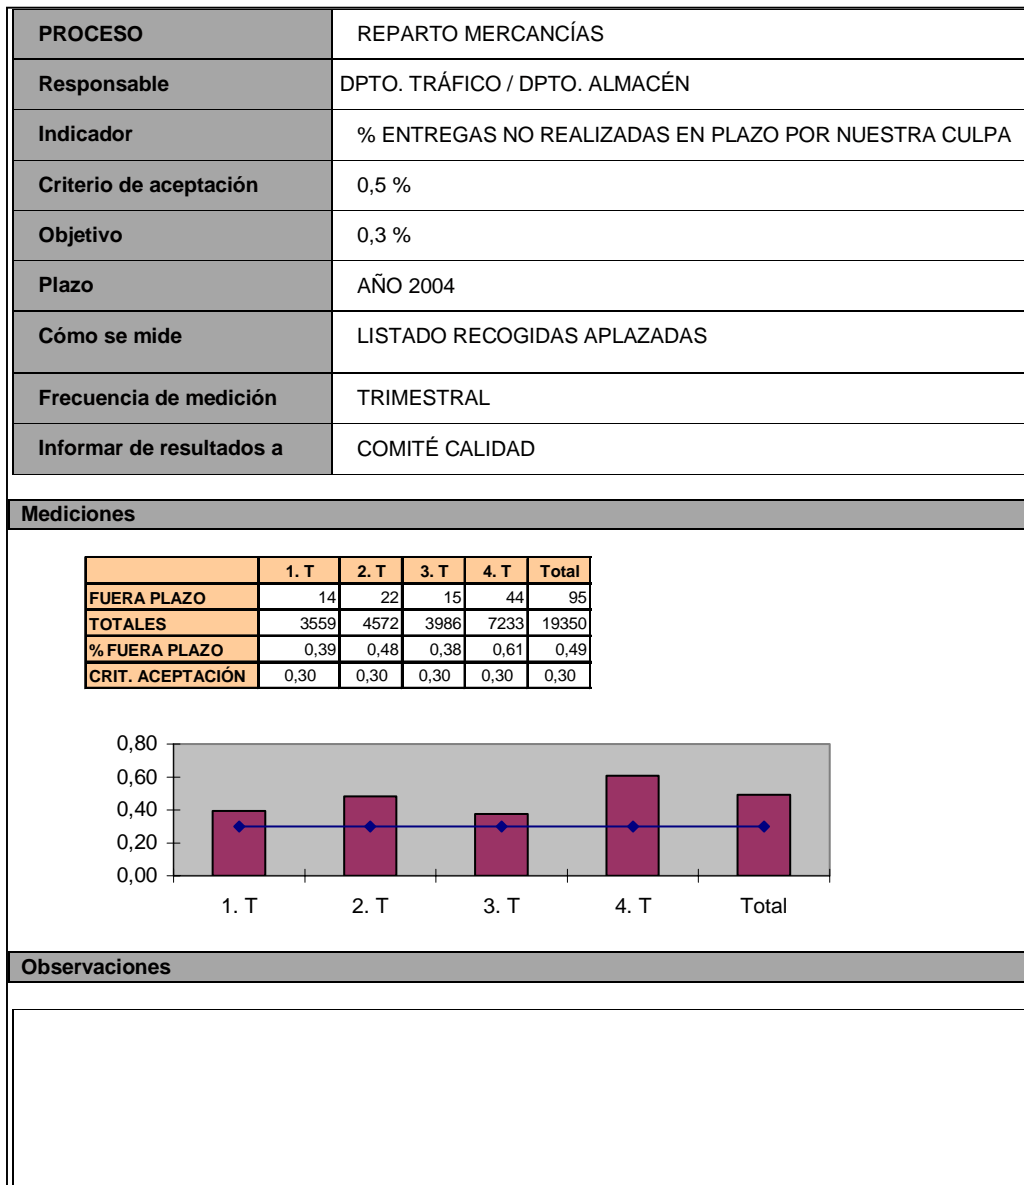 PROCESO REPARTO MERCANCÍAS
Responsable DPTO. TRÁFICO / DPTO. ALMACÉN
Indicador % ENTREGAS NO REALIZADAS EN PLAZO POR NUESTRA CULPA
Criterio de aceptación 0,5 %
Objetivo 0,3 %
Plazo AÑO 2004
Cómo se mide LISTADO RECOGIDAS APLAZADAS
Frecuencia de medición TRIMESTRAL
Informar de resultados a COMITÉ CALIDAD
Mediciones
1. T 2. T 3. T 4. T Total
FUERA PLAZO 14 22 15 44 95
TOTALES 3559 4572 3986 7233 19350
% FUERA PLAZO 0,39 0,48 0,38 0,61 0,49
CRIT. ACEPTACIÓN 0,30 0,30 0,30 0,30 0,30
0,80
0,60
0,40
0,20
0,00
1. T 2. T 3. T 4. T Total
Observaciones